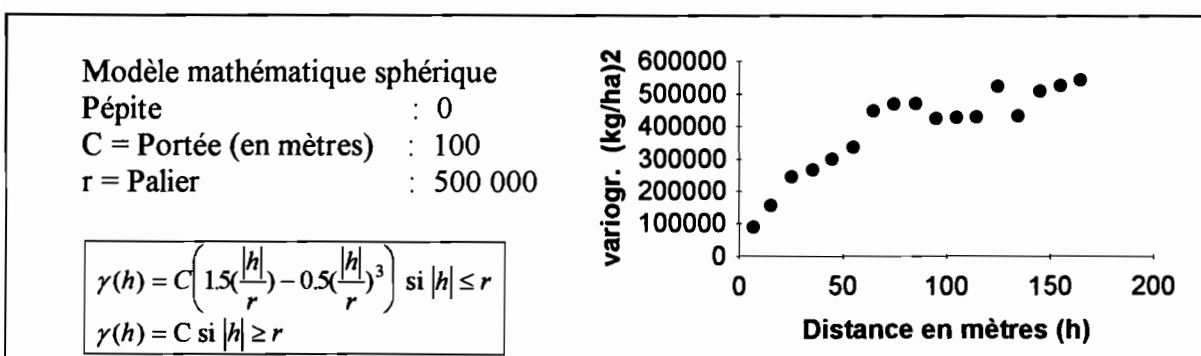 Modèle mathématique sphérique
Pépite : 0
C = Portée (en mètres) : 100
r = Palier : 500 000
γ(h) = C(1.5(|h|/r) − 0.5(|h|/r)³) si |h| ≤ r
γ(h) = C si |h| ≥ r
variogr. (kg/ha)2
600000
500000
400000
300000
200000
100000
0
0 50 100 150 200
Distance en mètres (h)